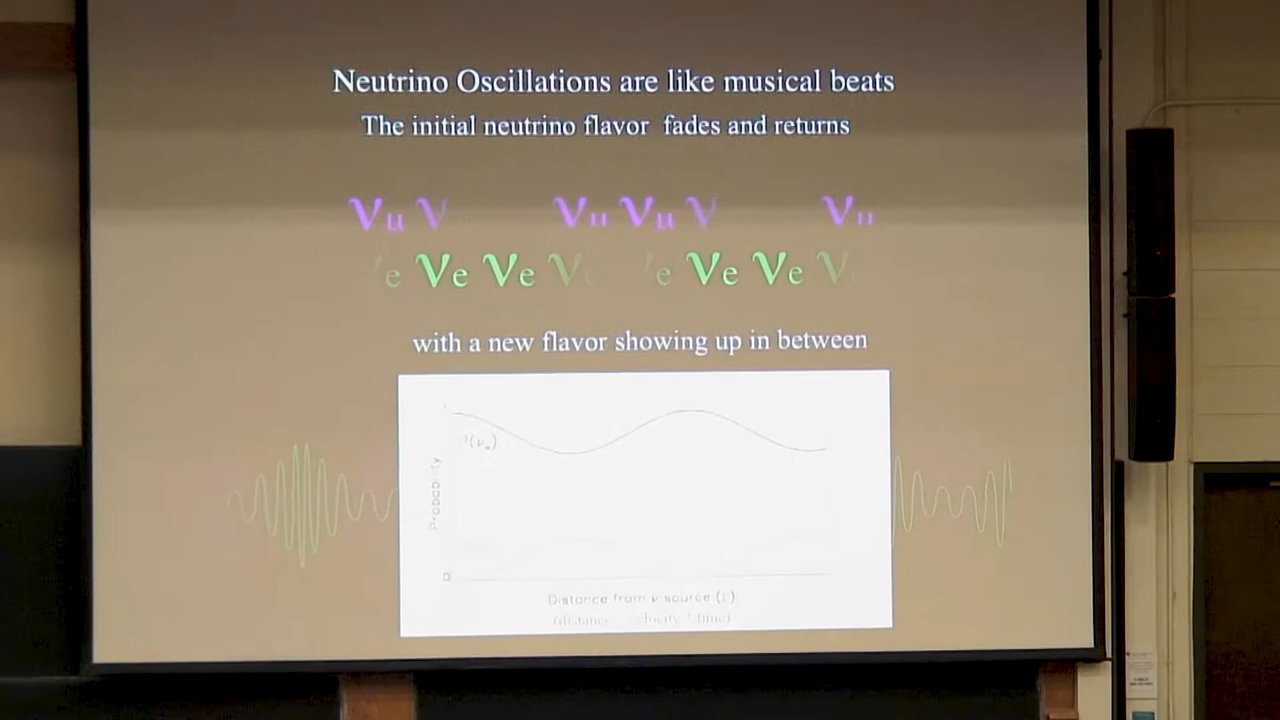 Neutrino Oscillations are like musical beats
The initial neutrino flavor fades and returns
νμ ν νμ νμ ν νμ
e νe νe ν e νe νe ν
with a new flavor showing up in between
1
Probability
0
Distance from ν source (L)